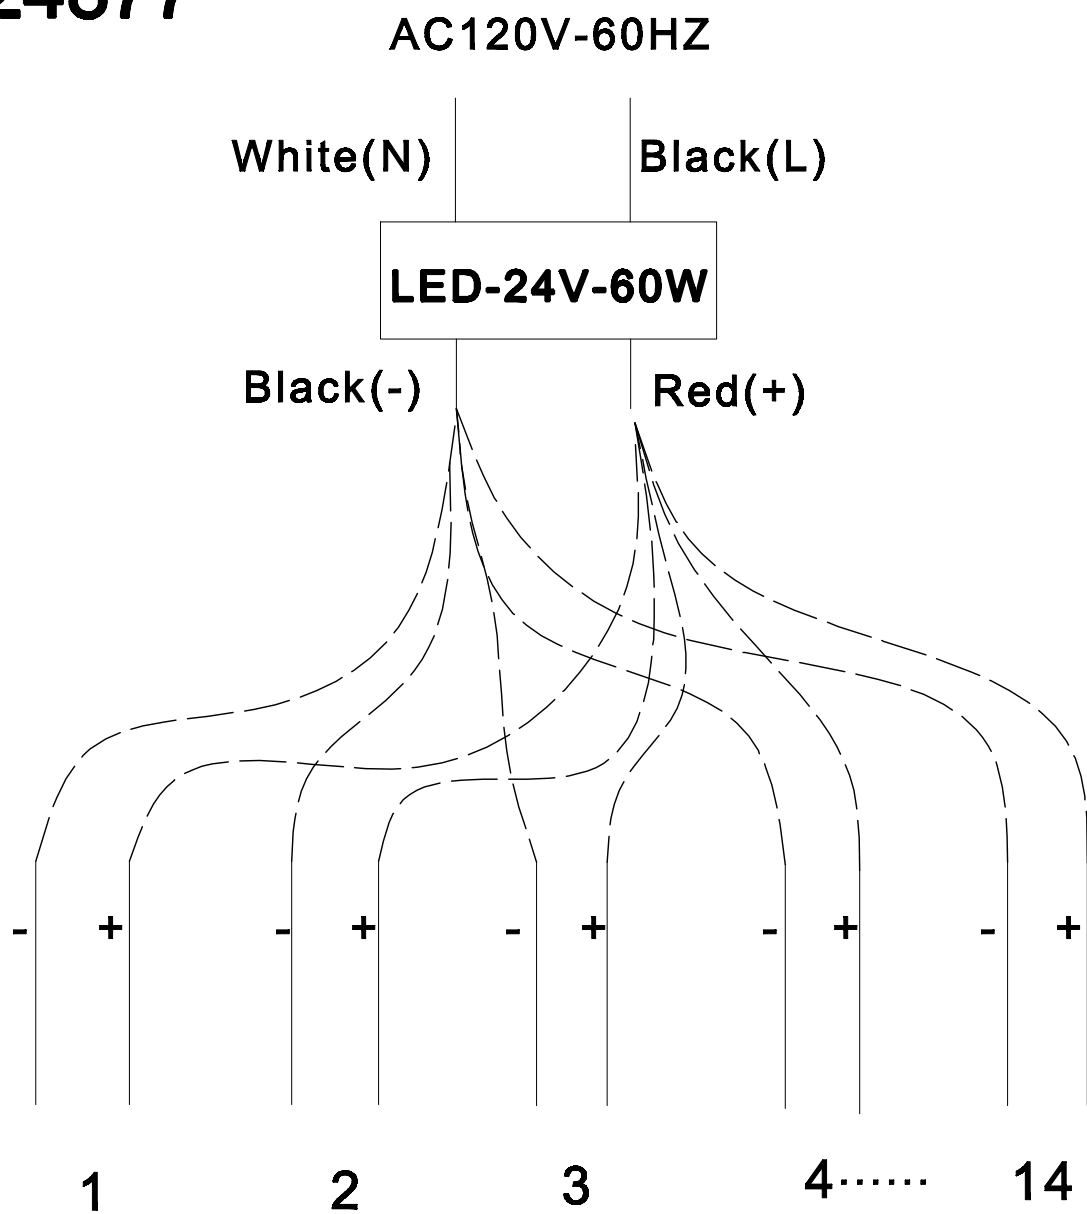 AC120V-60HZ
White(N) Black(L)
LED-24V-60W
Black(-) Red(+)
- + - + - + - + - +
1 2 3 4...... 14